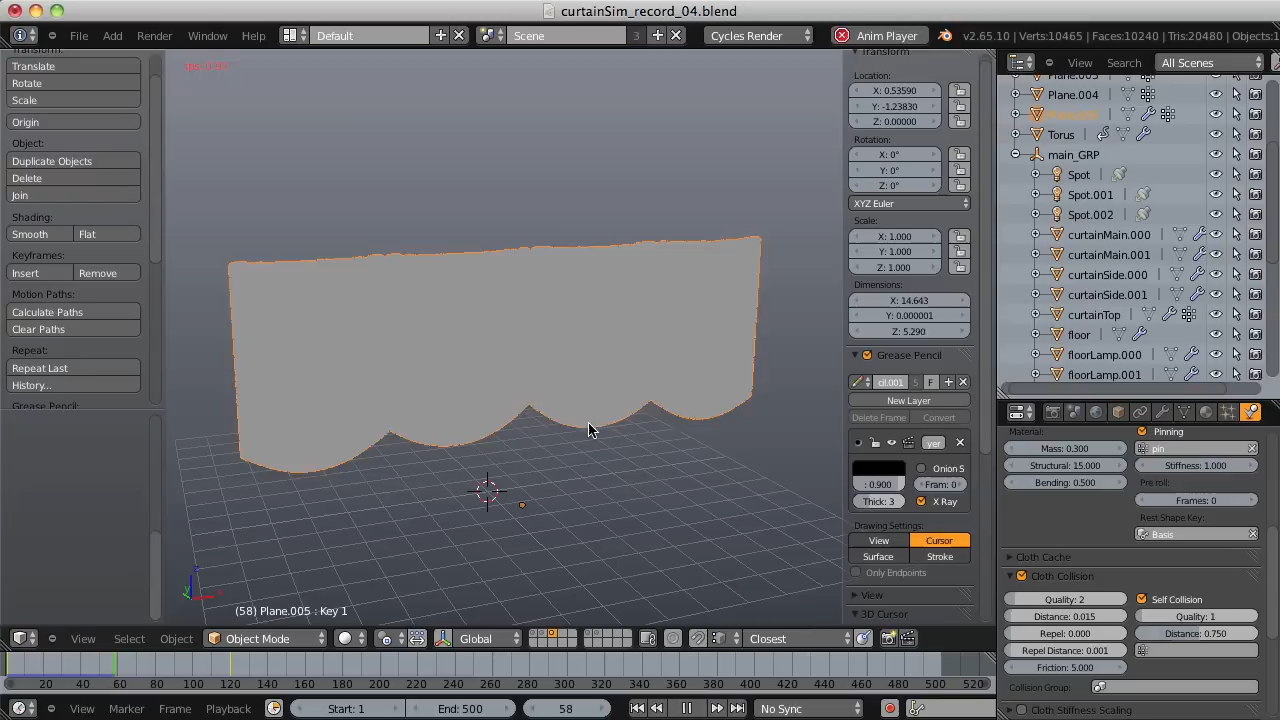 curtainSim_record_04.blend
File Add Render Window Help Default Scene 3 Cycles Render Anim Player v2.65.10 | Verts:10465 | Faces:10240 | Tris:20480 | Objects:1
Transform:
Translate
Rotate
Scale
Origin
Object:
Duplicate Objects
Delete
Join
Shading:
Smooth Flat
Keyframes:
Insert Remove
Motion Paths:
Calculate Paths
Clear Paths
Repeat:
Repeat Last
History...
Grease Pencil:
(58) Plane.005 : Key 1
Transform
Location:
X: 0.53590
Y: -1.23830
Z: 0.00000
Rotation:
X: 0°
Y: 0°
Z: 0°
XYZ Euler
Scale:
X: 1.000
Y: 1.000
Z: 1.000
Dimensions:
X: 14.643
Y: 0.000001
Z: 5.290
Grease Pencil
cil.001 5 F
New Layer
Delete Frame Convert
yer
Onion S
: 0.900 Fram: 0
Thick: 3 X Ray
Drawing Settings:
View Cursor
Surface Stroke
Only Endpoints
View
3D Cursor
View Search All Scenes
Plane.003
Plane.004
Torus
main_GRP
Spot
Spot.001
Spot.002
curtainMain.000
curtainMain.001
curtainSide.000
curtainSide.001
curtainTop
floor
floorLamp.000
floorLamp.001
Material: Pinning
Mass: 0.300 pin
Structural: 15.000 Stiffness: 1.000
Bending: 0.500 Pre roll:
Frames: 0
Rest Shape Key:
Basis
Cloth Cache
Cloth Collision
Quality: 2 Self Collision
Distance: 0.015 Quality: 1
Repel: 0.000 Distance: 0.750
Repel Distance: 0.001
Friction: 5.000
Collision Group:
Cloth Stiffness Scaling
View Select Object Object Mode Global Closest
20 40 60 80 100 120 140 160 180 200 220 240 260 280 300 320 340 360 380 400 420 440 460 480 500 520
View Marker Frame Playback Start: 1 End: 500 58 No Sync